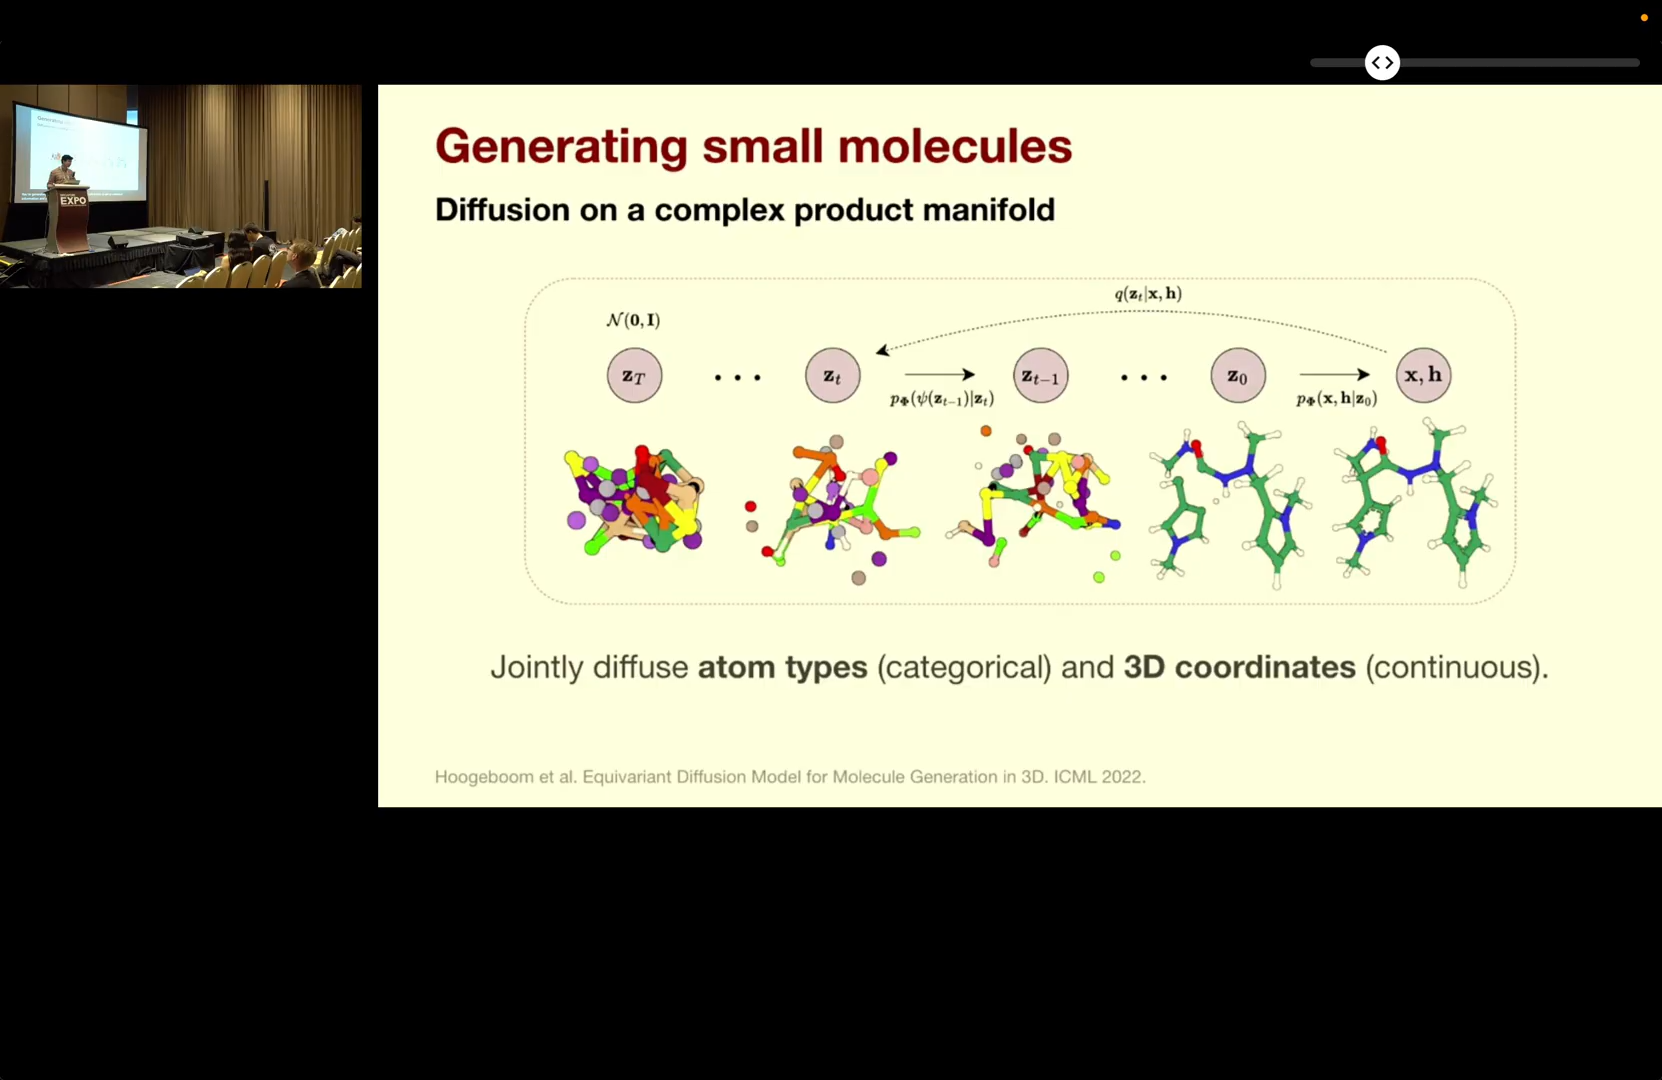 Generating small molecules
Diffusion on a complex product manifold
q(z_t|x, h)
N(0, I)
z_T
· · ·
z_t
z_{t−1}
· · ·
z_0
x, h
p_Φ(ψ(z_{t−1})|z_t)
p_Φ(x, h|z_0)
Jointly diffuse atom types (categorical) and 3D coordinates (continuous).
Hoogeboom et al. Equivariant Diffusion Model for Molecule Generation in 3D. ICML 2022.
EXPO